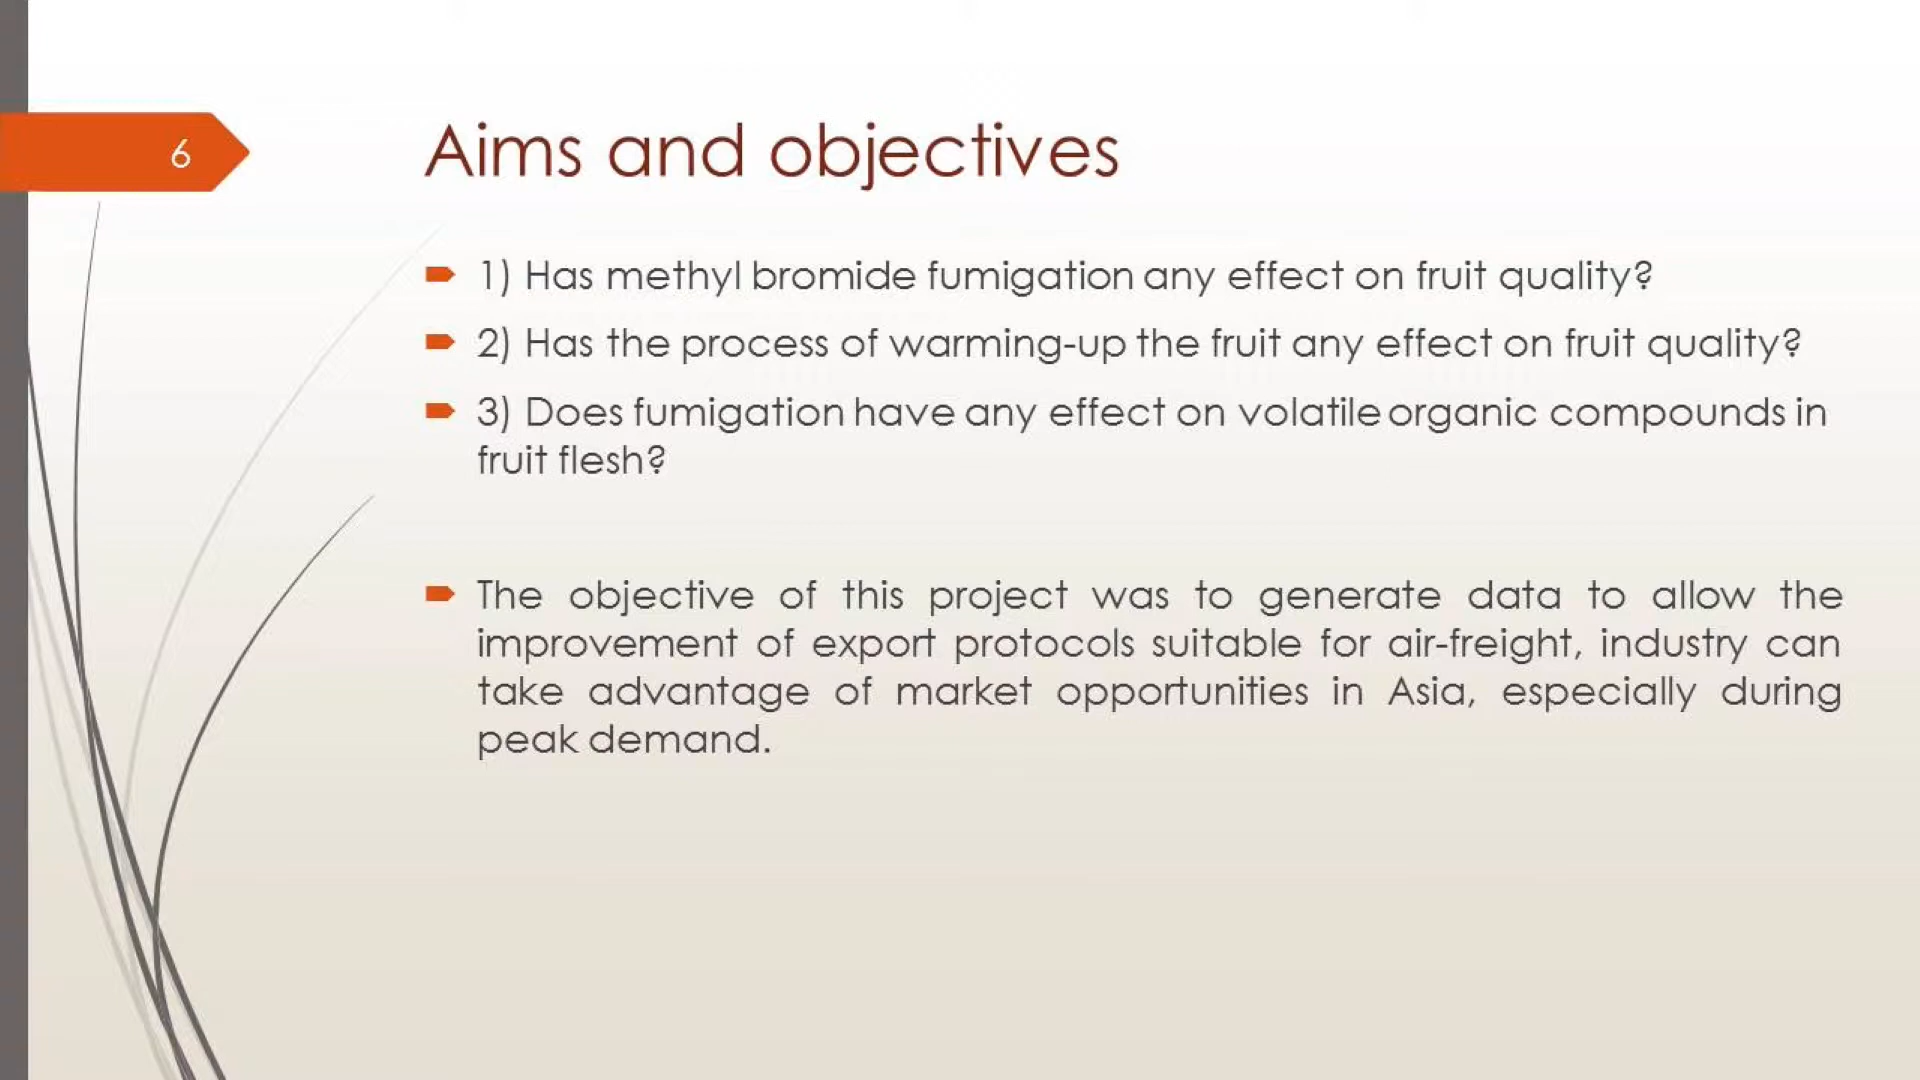 6
Aims and objectives
1) Has methyl bromide fumigation any effect on fruit quality?
2) Has the process of warming-up the fruit any effect on fruit quality?
3) Does fumigation have any effect on volatile organic compounds in
fruit flesh?
The objective of this project was to generate data to allow the
improvement of export protocols suitable for air-freight, industry can
take advantage of market opportunities in Asia, especially during
peak demand.